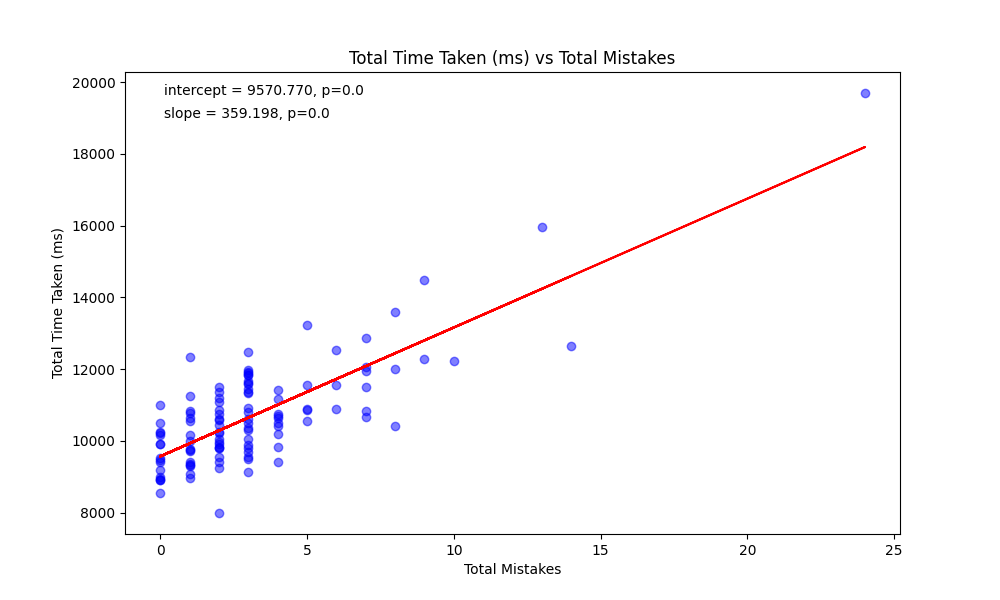 Total Time Taken (ms) vs Total Mistakes
intercept = 9570.770, p=0.0
slope = 359.198, p=0.0
Total Time Taken (ms)
20000
18000
16000
14000
12000
10000
8000
0 5 10 15 20 25
Total Mistakes